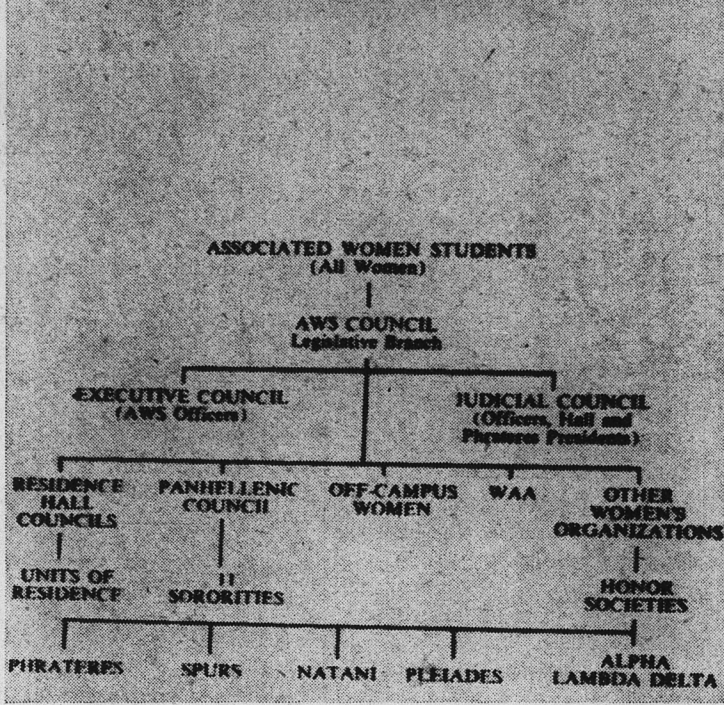 ASSOCIATED WOMEN STUDENTS
(All Women)
AWS COUNCIL
Legislative Branch
EXECUTIVE COUNCIL
(AWS Officers)
JUDICIAL COUNCIL
(Officers, Hall and
Phrateres Presidents)
RESIDENCE
HALL
COUNCILS
PANHELLENIC
COUNCIL
OFF-CAMPUS
WOMEN
WAA
OTHER
WOMEN'S
ORGANIZATIONS
UNITS OF
RESIDENCE
11
SORORITIES
HONOR
SOCIETIES
PHRATERES
SPURS
NATANI
PLEIADES
ALPHA
LAMBDA DELTA